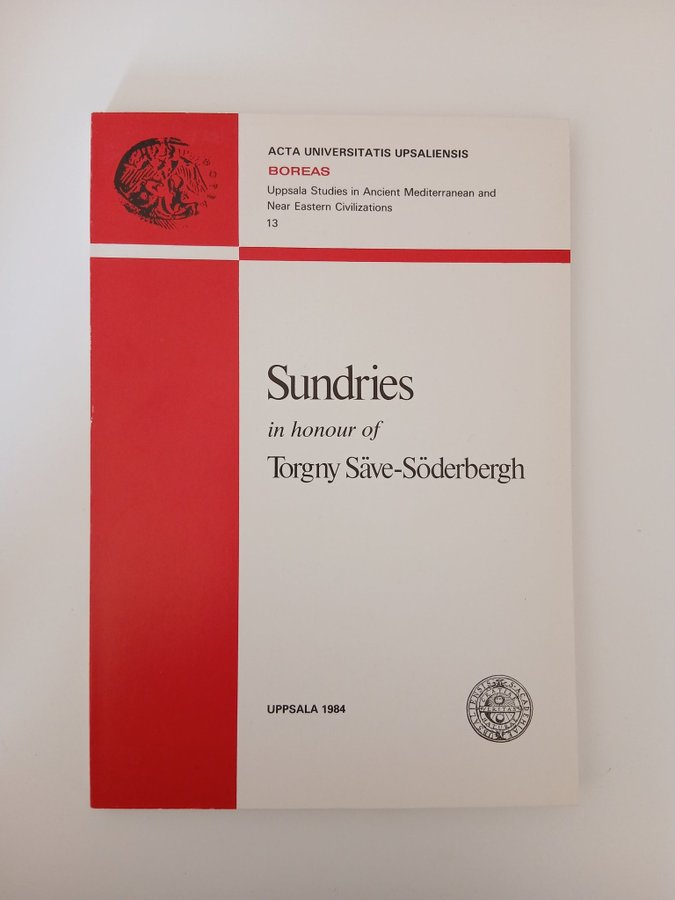 ACTA UNIVERSITATIS UPSALIENSIS
BOREAS
Uppsala Studies in Ancient Mediterranean and
Near Eastern Civilizations
13
Sundries
in honour of
Torgny Säve-Söderbergh
UPPSALA 1984